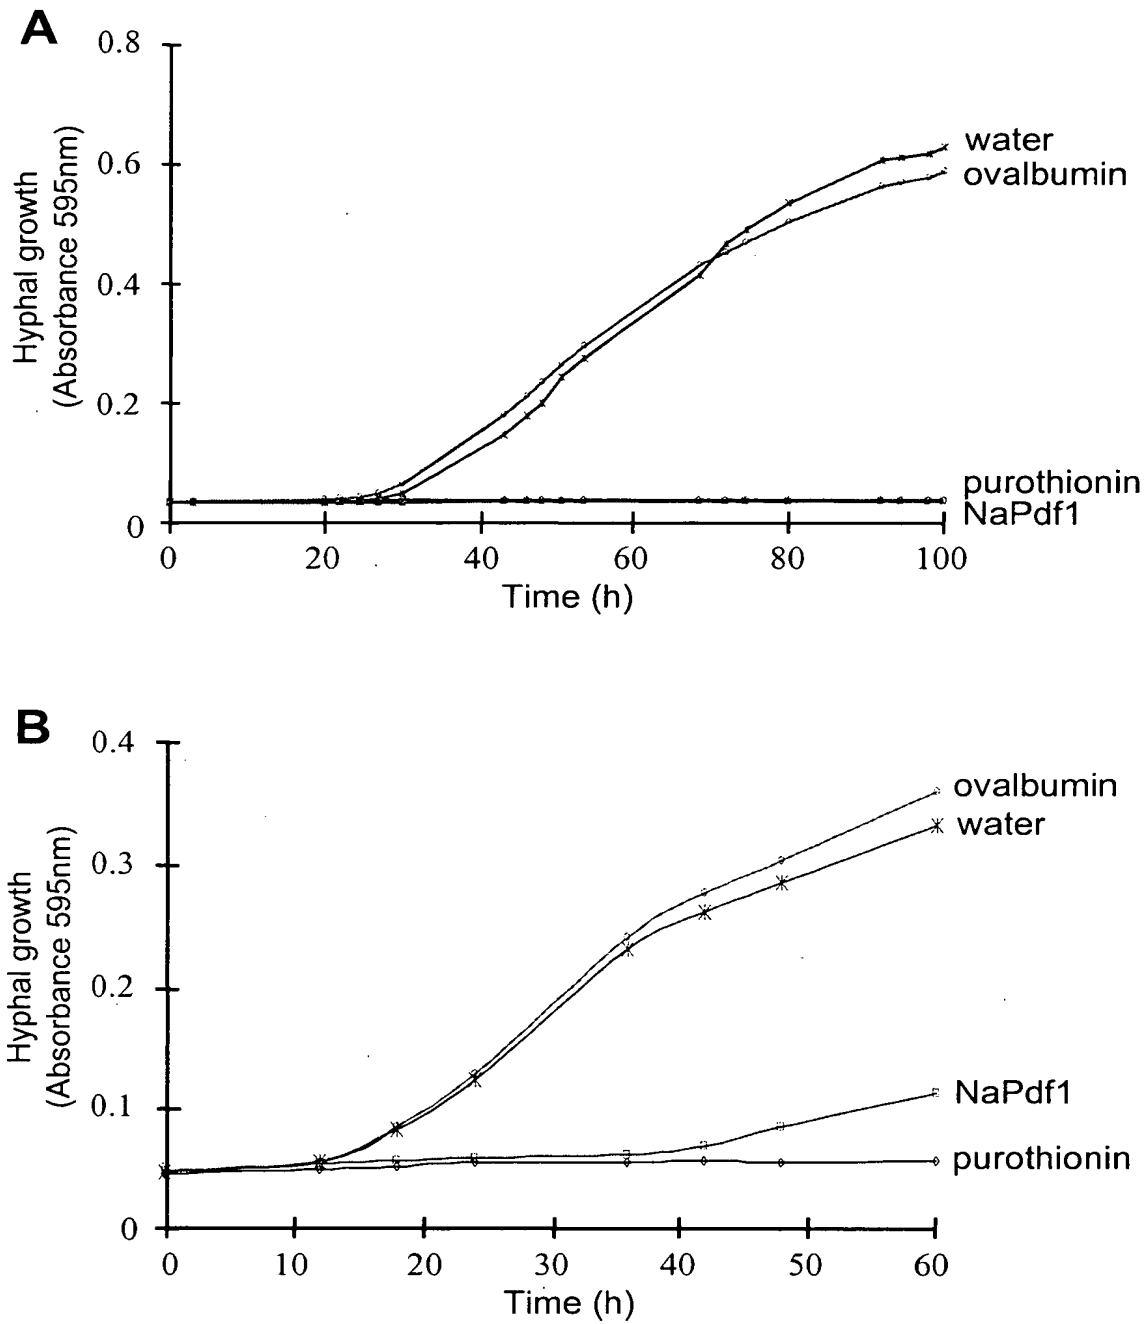 A
0.8
0.6
0.4
0.2
0
Hyphal growth
(Absorbance 595nm)
water
ovalbumin
purothionin
NaPdf1
0 20 40 60 80 100
Time (h)
B
0.4
0.3
0.2
0.1
0
Hyphal growth
(Absorbance 595nm)
ovalbumin
water
NaPdf1
purothionin
0 10 20 30 40 50 60
Time (h)